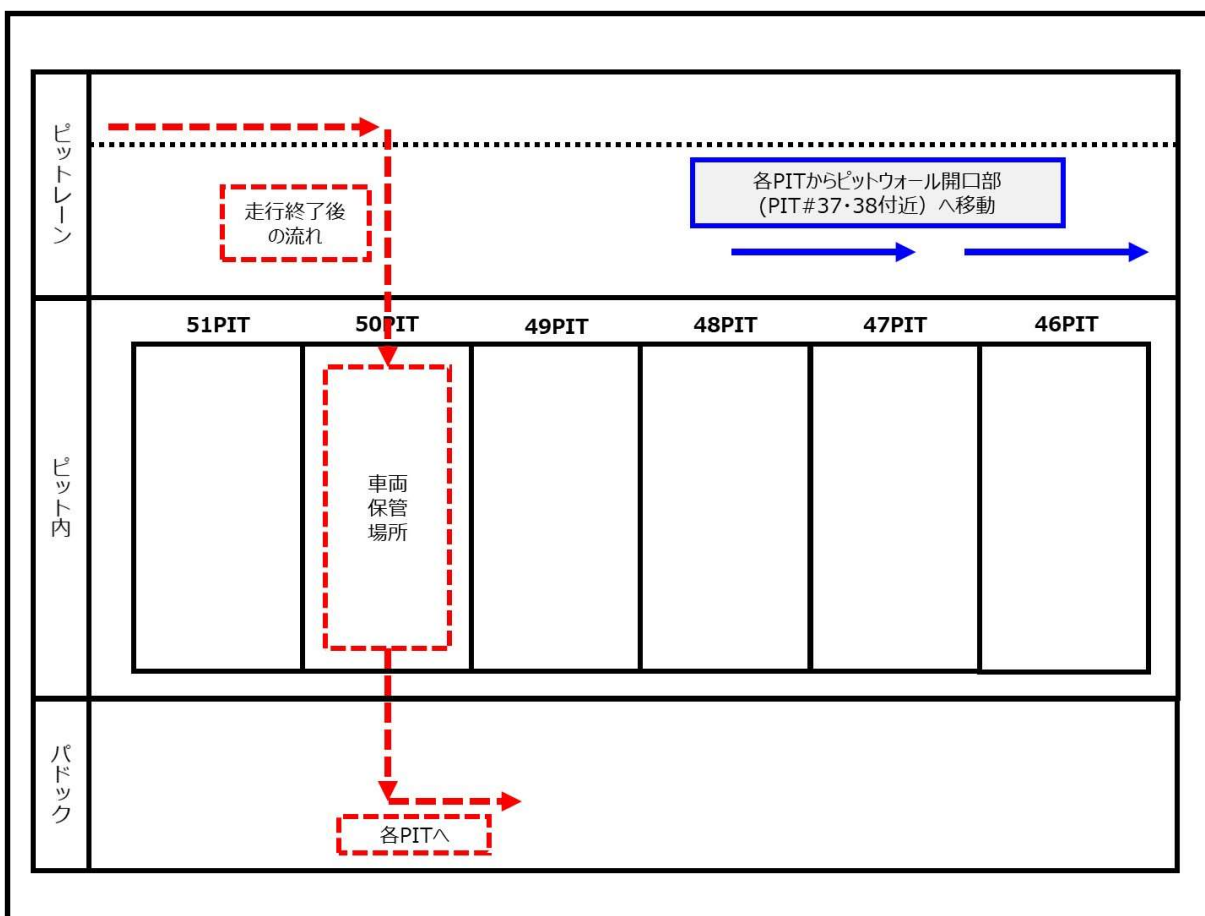 ピットレーン
走行終了後
の流れ
各PITからピットウォール開口部
(PIT#37・38付近）へ移動
ピット内
51PIT
50PIT
49PIT
48PIT
47PIT
46PIT
車両
保管
場所
パドック
各PITへ